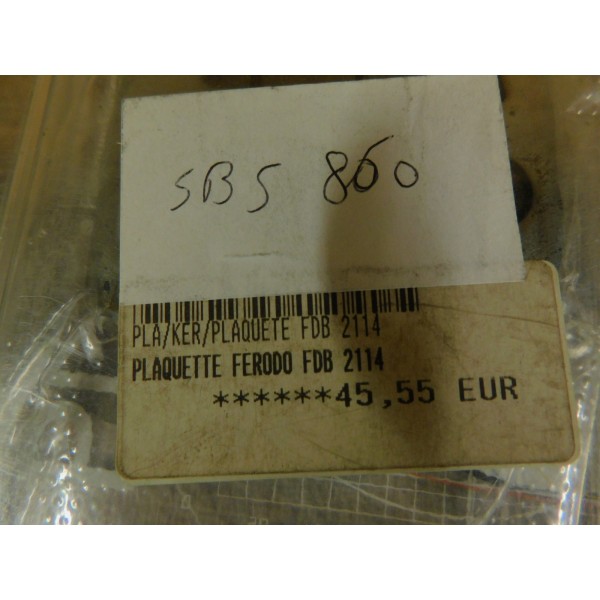 SBS 860
PLA/KER/PLAQUETE FDB 2114
PLAQUETTE FERODO FDB 2114
******45,55 EUR